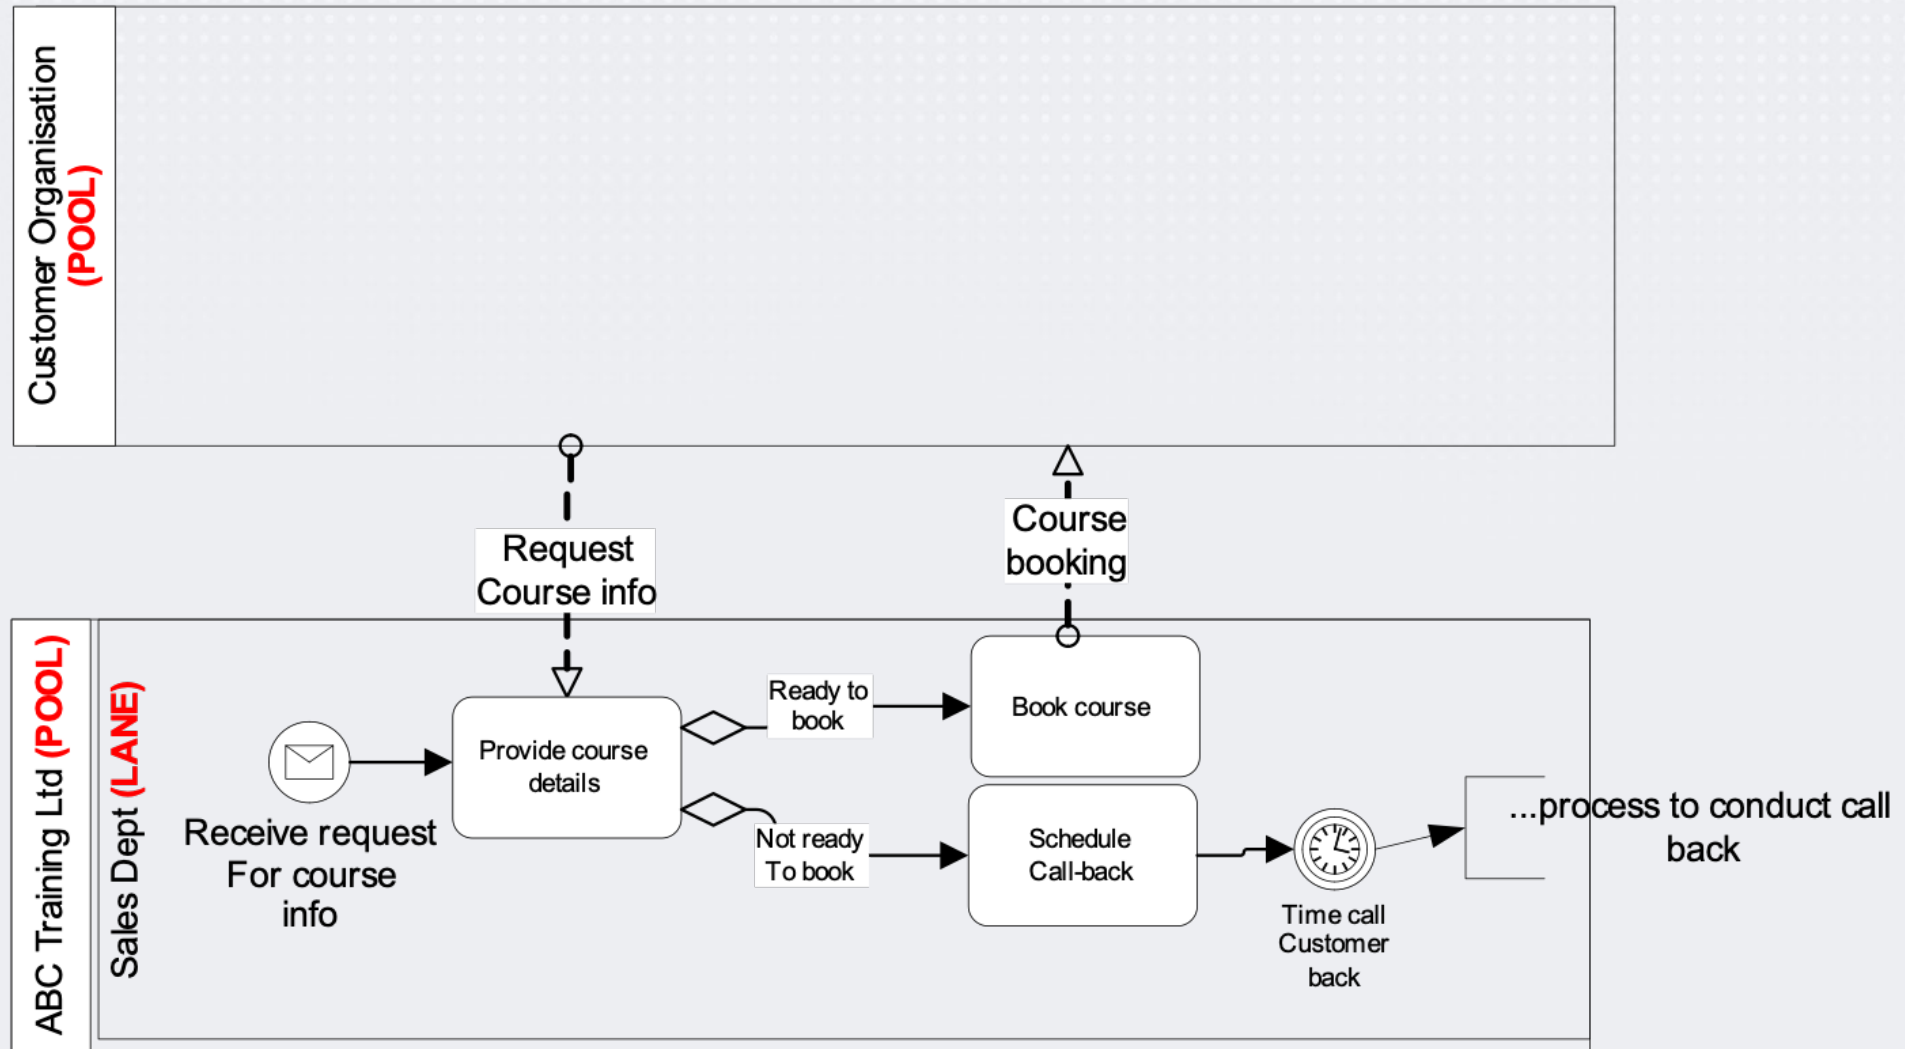 Customer Organisation
(POOL)
Request
Course info
Course
booking
ABC Training Ltd (POOL)
Sales Dept (LANE)
Receive request
For course
info
Provide course
details
Ready to
book
Not ready
To book
Book course
Schedule
Call-back
Time call
Customer
back
...process to conduct call
back